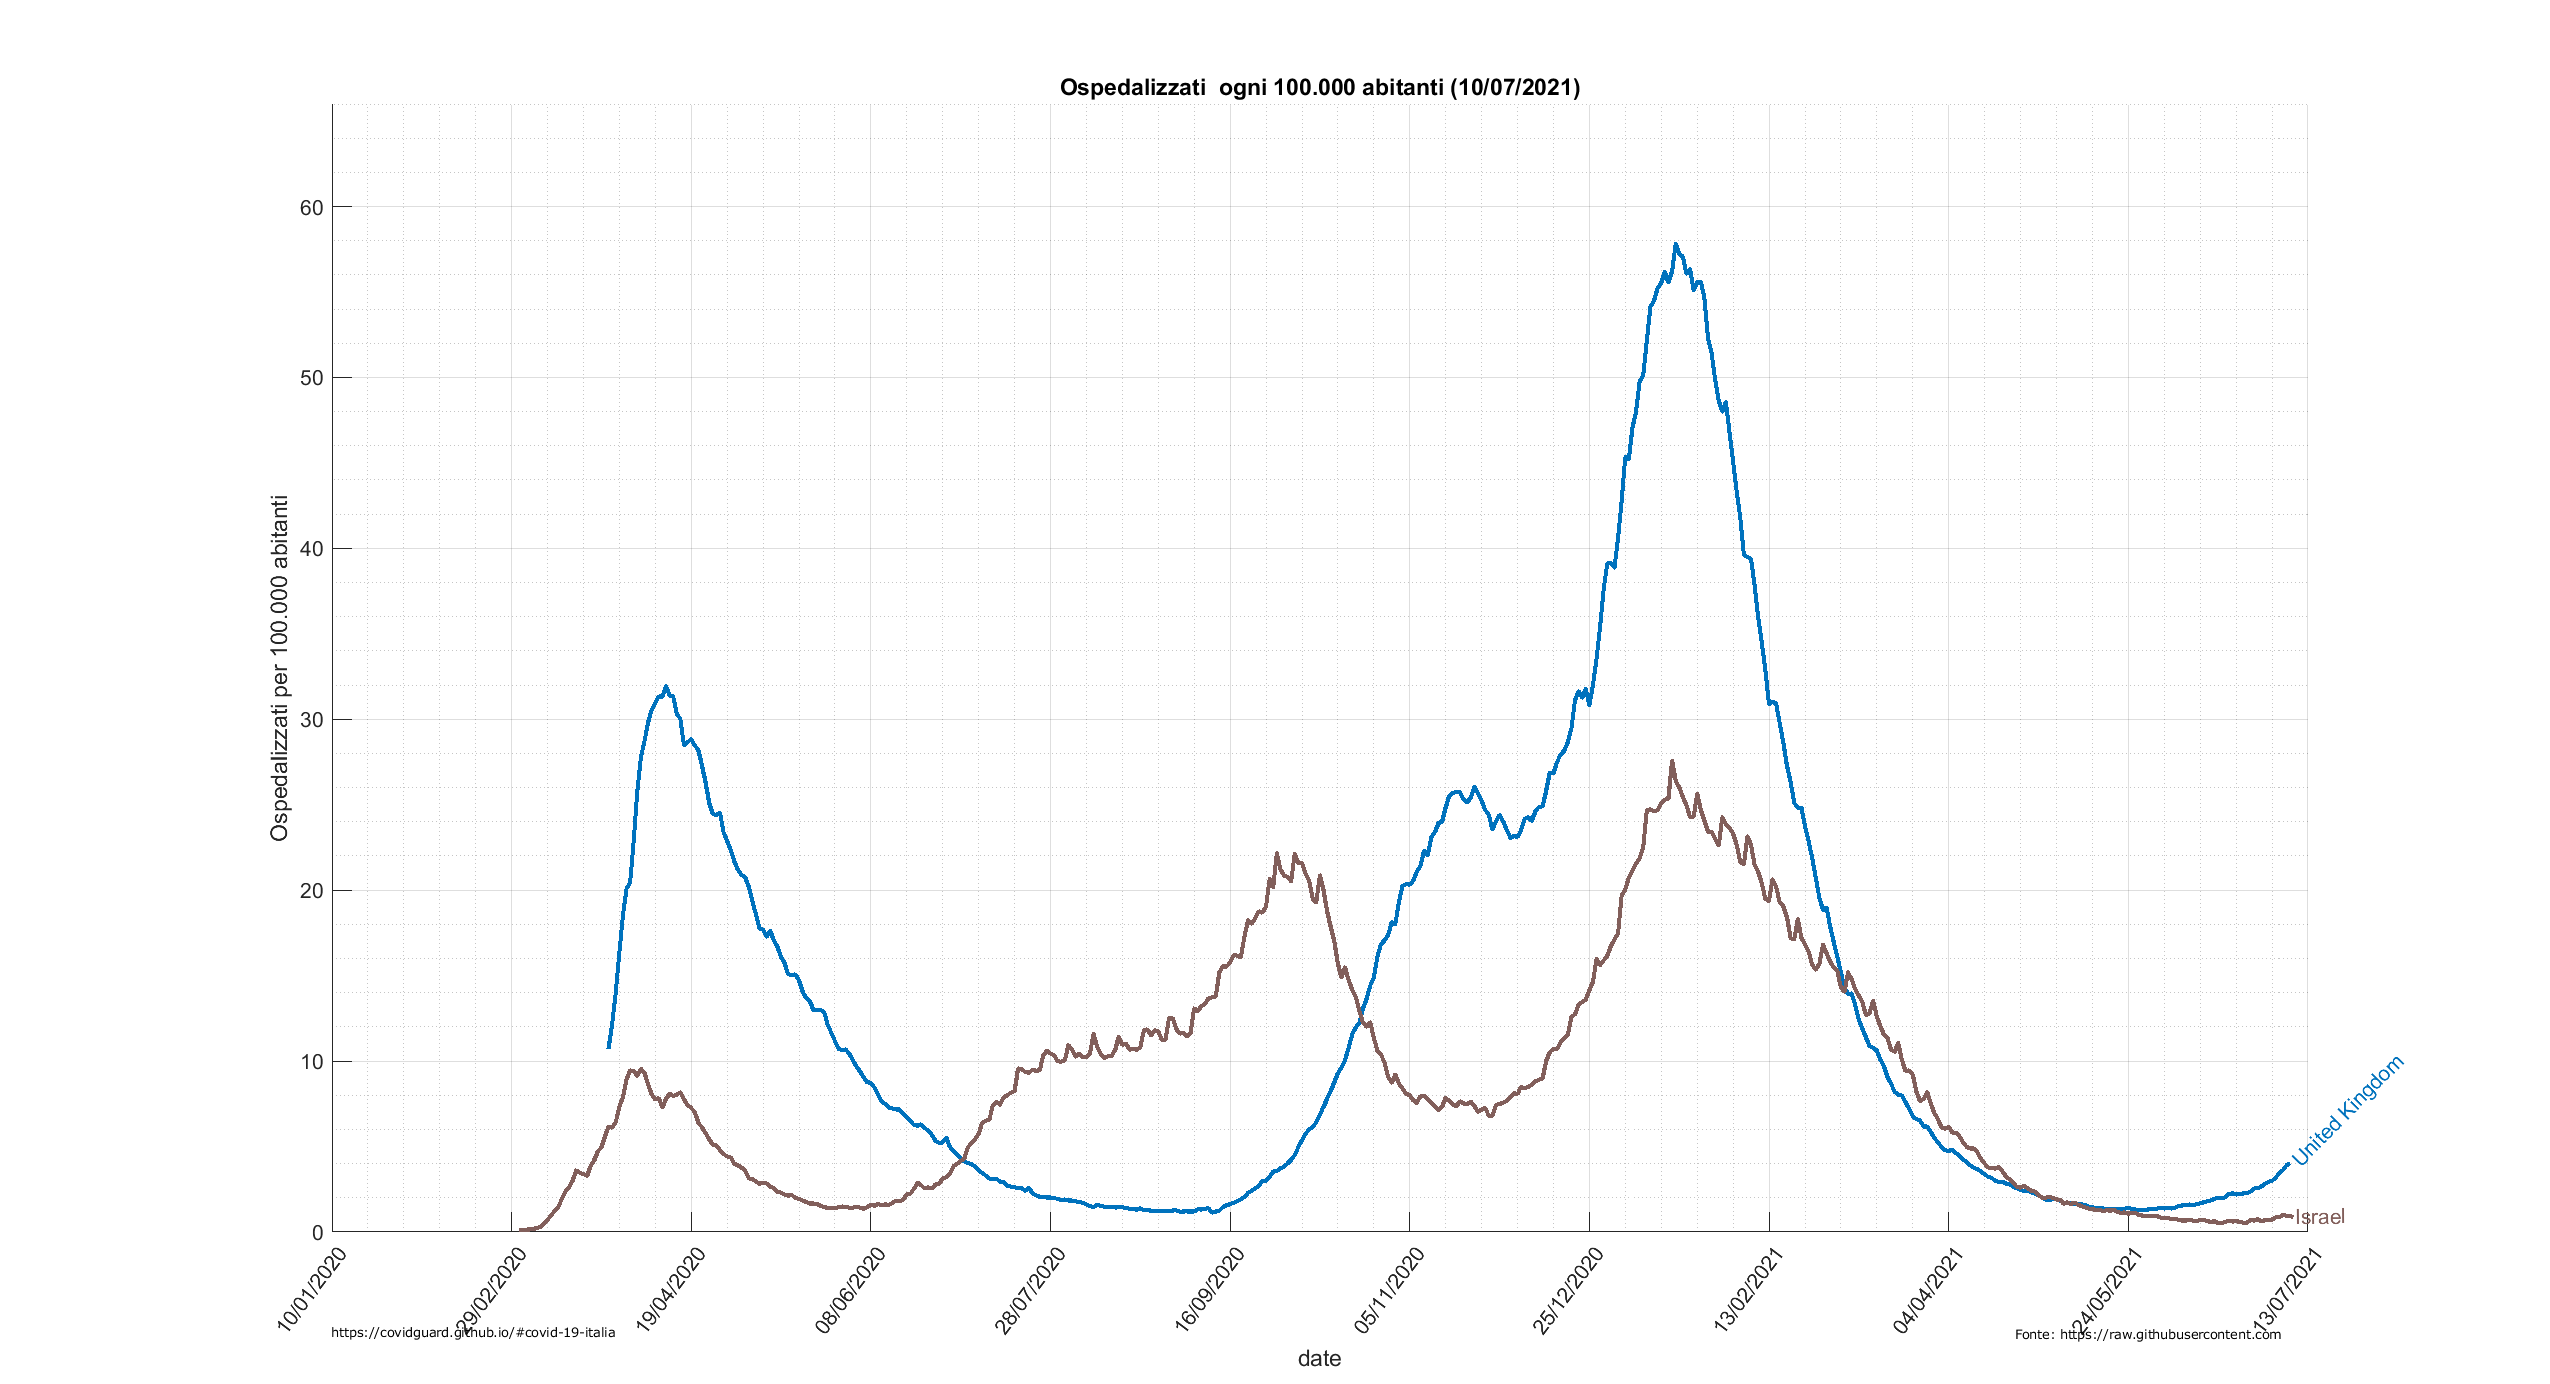 Ospedalizzati  ogni 100.000 abitanti (10/07/2021)
Ospedalizzati per 100.000 abitanti
60
50
40
30
20
10
0
United Kingdom
Israel
10/01/2020
29/02/2020
19/04/2020
08/06/2020
28/07/2020
16/09/2020
05/11/2020
25/12/2020
13/02/2021
04/04/2021
24/05/2021
13/07/2021
https://covidguard.github.io/#covid-19-italia
Fonte: https://raw.githubusercontent.com
date